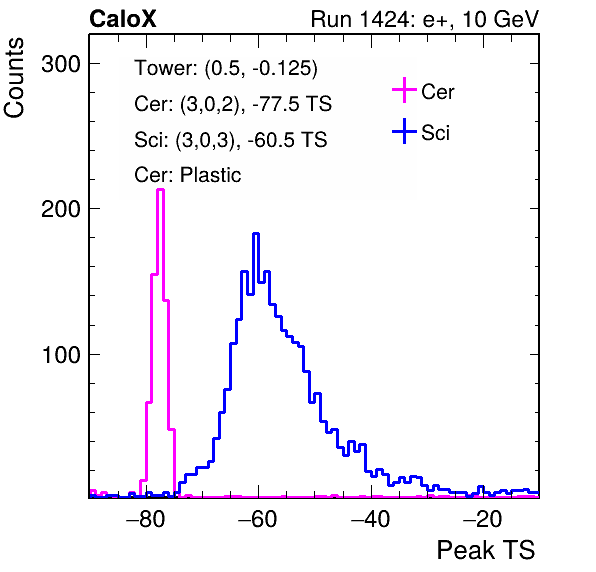 CaloX Run 1424: e+, 10 GeV
Counts
300
200
100
Tower: (0.5, -0.125)
Cer: (3,0,2), -77.5 TS
Sci: (3,0,3), -60.5 TS
Cer: Plastic
Cer
Sci
−80 −60 −40 −20
Peak TS